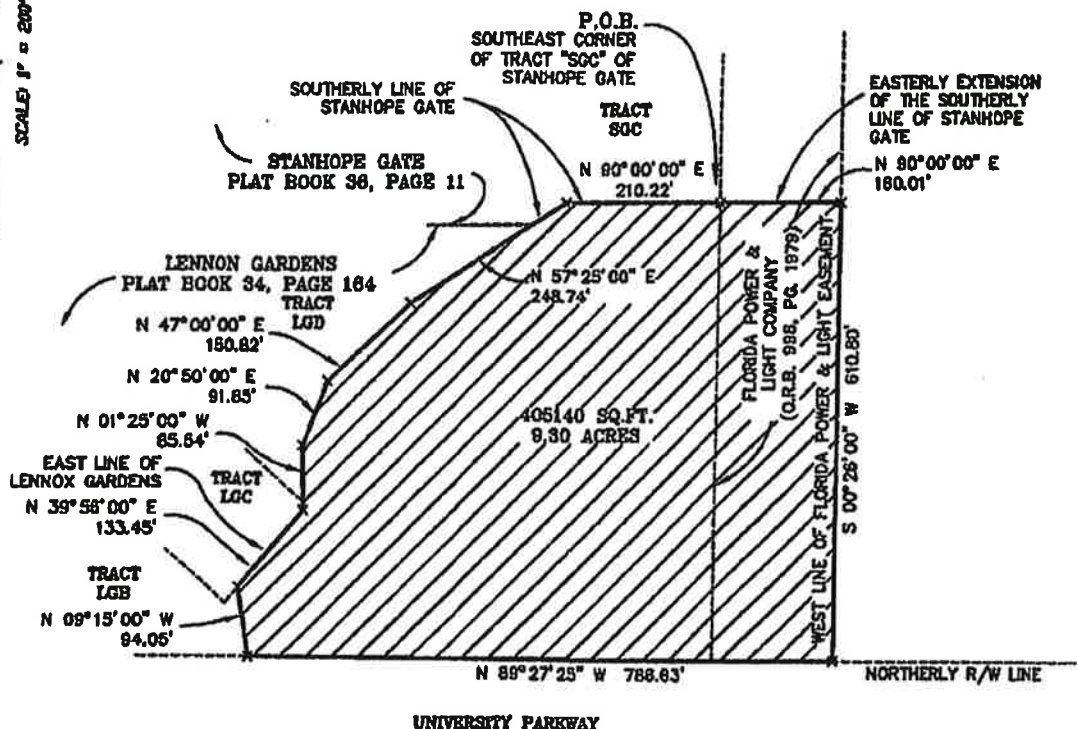 SCALE: 1" = 200'
P.O.B.
SOUTHEAST CORNER
OF TRACT "SGC" OF
STANHOPE GATE
SOUTHERLY LINE OF
STANHOPE GATE
TRACT
SGC
EASTERLY EXTENSION
OF THE SOUTHERLY
LINE OF STANHOPE
GATE
STANHOPE GATE
PLAT BOOK 36, PAGE 11
N 90°00'00" E
210.22'
N 90°00'00" E
160.01'
LENNON GARDENS
PLAT BOOK 34, PAGE 164
TRACT
LGD
N 57°25'00" E
248.74'
N 47°00'00" E
150.82'
N 20°50'00" E
91.85'
N 01°25'00" W
85.64'
EAST LINE OF
LENNOX GARDENS
TRACT
LGC
N 39°56'00" E
133.45'
TRACT
LGB
N 09°15'00" W
94.05'
405140 SQ.FT.
9.30 ACRES
FLORIDA POWER &
LIGHT COMPANY
(O.R.B. 998, PG. 1979)
WEST LINE OF FLORIDA POWER & LIGHT EASEMENT
S 00°26'00" W 610.80'
N 89°27'25" W 786.63'
NORTHERLY R/W LINE
UNIVERSITY PARKWAY